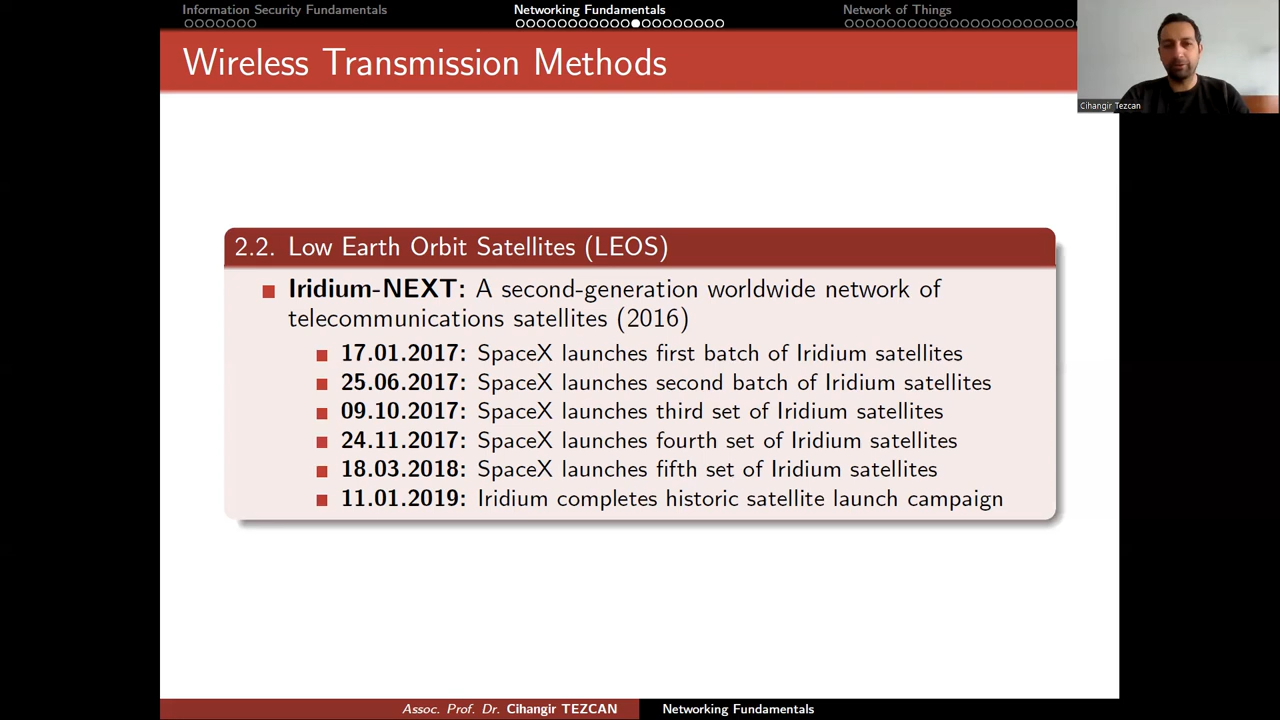 Information Security Fundamentals
Networking Fundamentals
Network of Things
Wireless Transmission Methods
Cihangir Tezcan
2.2. Low Earth Orbit Satellites (LEOS)
Iridium-NEXT: A second-generation worldwide network of
telecommunications satellites (2016)
17.01.2017: SpaceX launches first batch of Iridium satellites
25.06.2017: SpaceX launches second batch of Iridium satellites
09.10.2017: SpaceX launches third set of Iridium satellites
24.11.2017: SpaceX launches fourth set of Iridium satellites
18.03.2018: SpaceX launches fifth set of Iridium satellites
11.01.2019: Iridium completes historic satellite launch campaign
Assoc. Prof. Dr. Cihangir TEZCAN
Networking Fundamentals